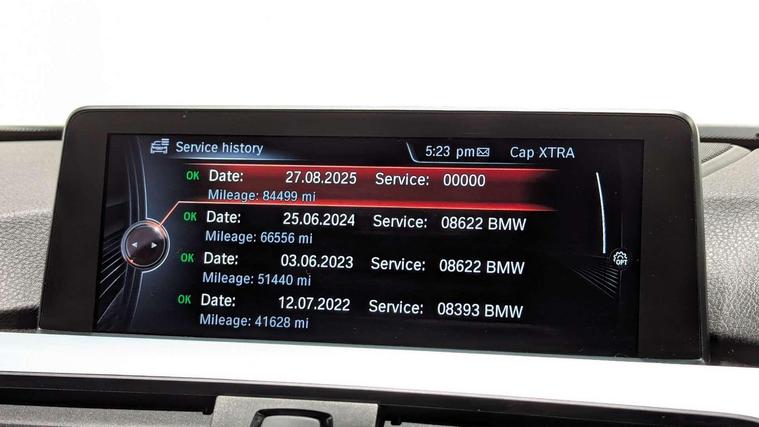 Service history 5:23 pm Cap XTRA
OK Date: 27.08.2025 Service: 00000
Mileage: 84499 mi
OK Date: 25.06.2024 Service: 08622 BMW
Mileage: 66556 mi
OK Date: 03.06.2023 Service: 08622 BMW
Mileage: 51440 mi
OPT
OK Date: 12.07.2022 Service: 08393 BMW
Mileage: 41628 mi